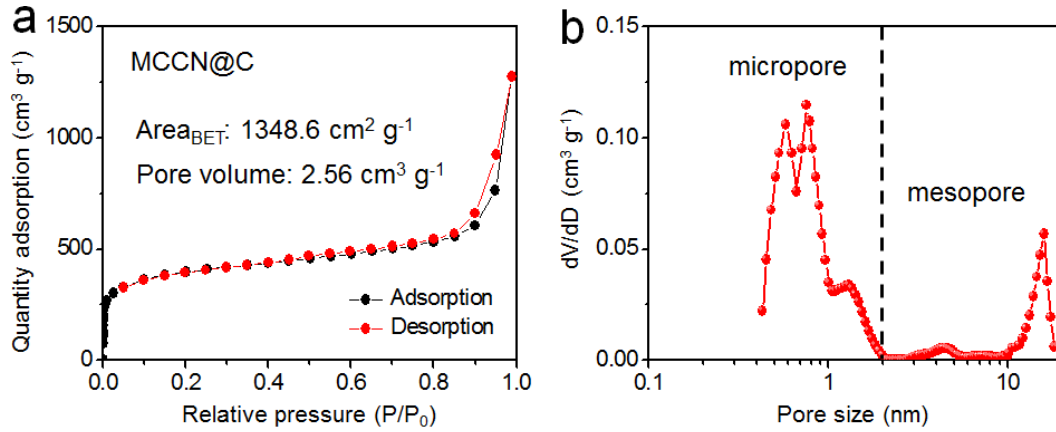 a
1500
1000
500
0
Quantity adsorption (cm³ g⁻¹)
MCCN@C
Area_BET: 1348.6 cm² g⁻¹
Pore volume: 2.56 cm³ g⁻¹
Adsorption
Desorption
0.0 0.2 0.4 0.6 0.8 1.0
Relative pressure (P/P₀)
b
0.15
0.10
0.05
0.00
dV/dD (cm³ g⁻¹)
micropore
mesopore
0.1 1 10
Pore size (nm)